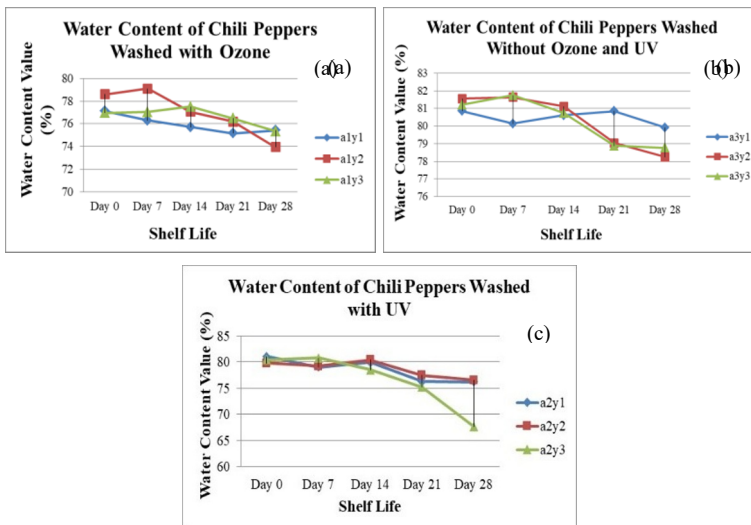 Water Content of Chili Peppers
Washed with Ozone
(a)(a)
Water Content Value
(%)
80
78
76
74
72
70
Day 0 Day 7 Day 14 Day 21 Day 28
Shelf Life
a1y1
a1y2
a1y3
Water Content of Chili Peppers Washed
Without Ozone and UV
(b)(b)
Water Content Value (%)
83
82
81
80
79
78
77
76
Day 0 Day 7 Day 14 Day 21 Day 28
Shelf Life
a3y1
a3y2
a3y3
Water Content of Chili Peppers Washed
with UV
(c)
Water Content Value (%)
85
80
75
70
65
60
Day 0 Day 7 Day 14 Day 21 Day 28
Shelf Life
a2y1
a2y2
a2y3